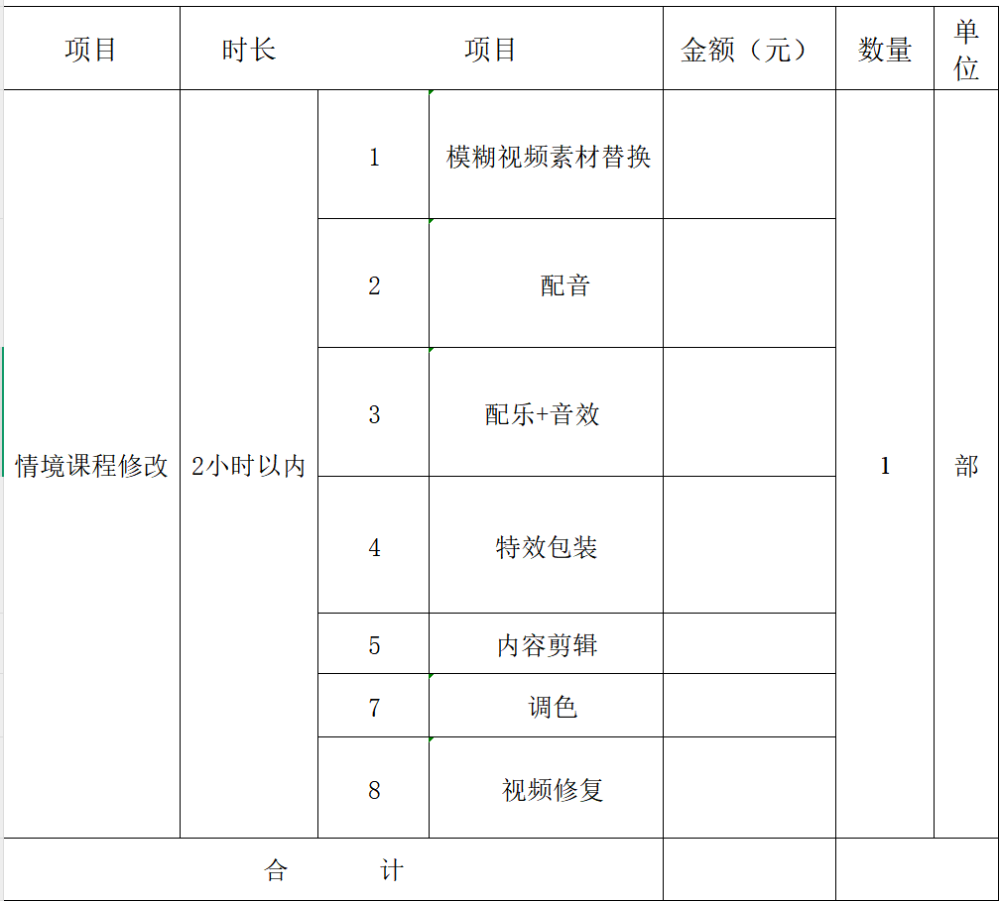 项目 时长 项目 金额（元） 数量 单位
1 模糊视频素材替换
2 配音
3 配乐+音效
情境课程修改 2小时以内 1 部
4 特效包装
5 内容剪辑
7 调色
8 视频修复
合 计